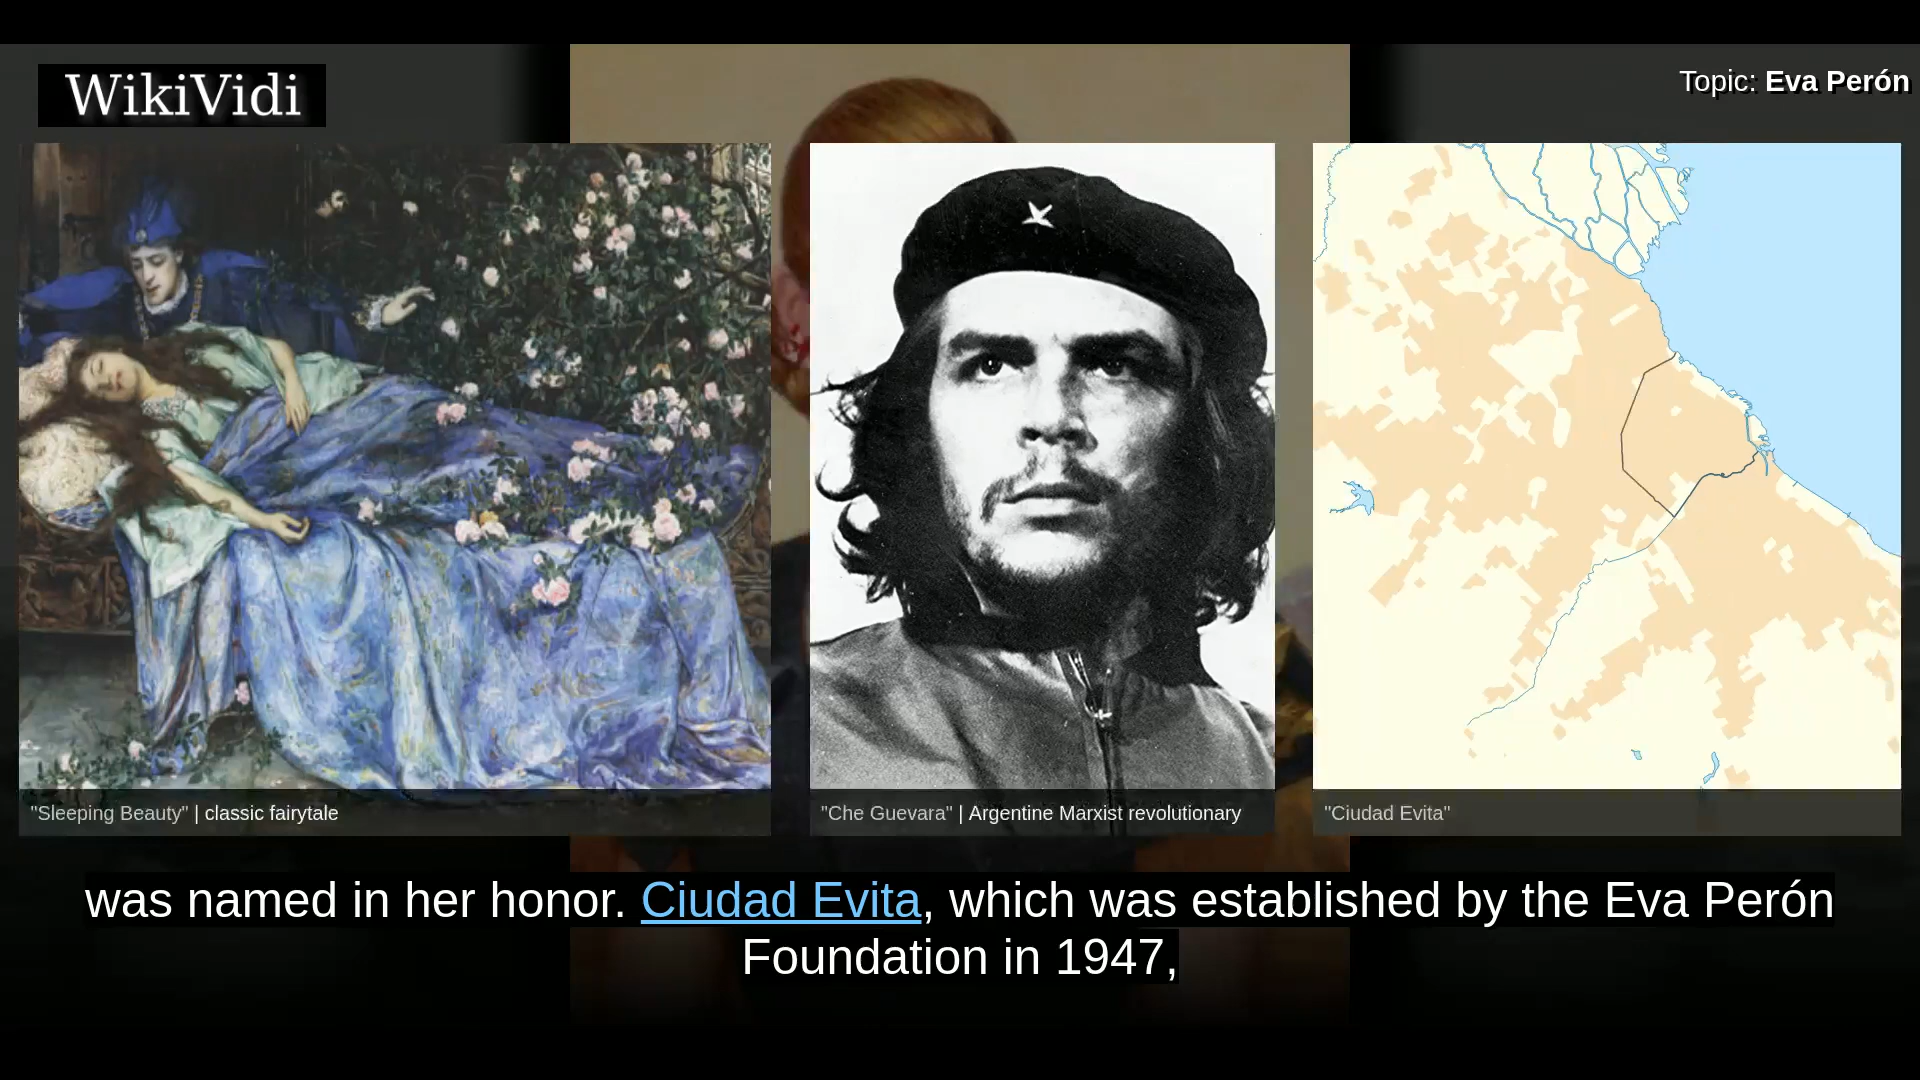 WikiVidi
Topic: Eva Perón
"Sleeping Beauty" | classic fairytale
"Che Guevara" | Argentine Marxist revolutionary
"Ciudad Evita"
was named in her honor. Ciudad Evita, which was established by the Eva Perón
Foundation in 1947,